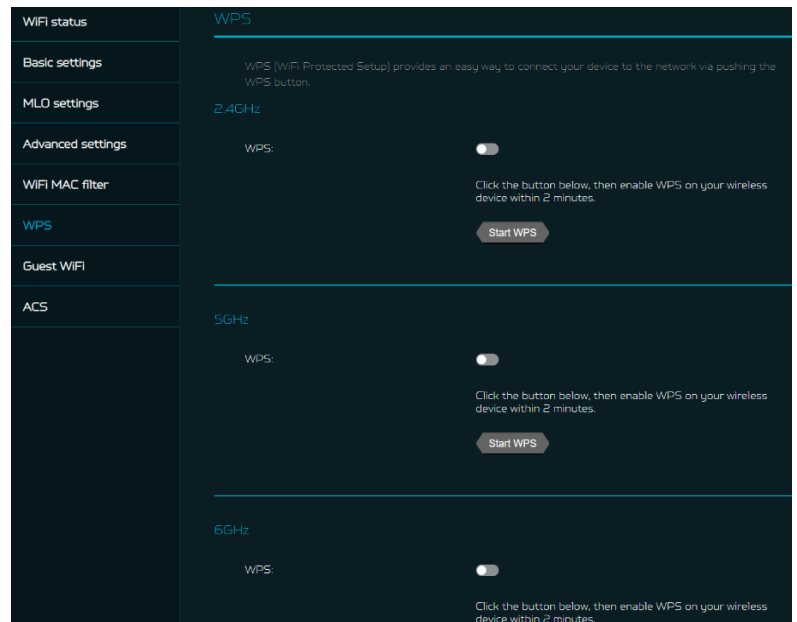 WiFi status
Basic settings
MLO settings
Advanced settings
WiFi MAC filter
WPS
Guest WiFi
ACS
WPS
WPS (WiFi Protected Setup) provides an easy way to connect your device to the network via pushing the
WPS button.
2.4GHz
WPS:
Click the button below, then enable WPS on your wireless
device within 2 minutes.
Start WPS
5GHz
WPS:
Click the button below, then enable WPS on your wireless
device within 2 minutes.
Start WPS
6GHz
WPS:
Click the button below, then enable WPS on your wireless
device within 2 minutes.